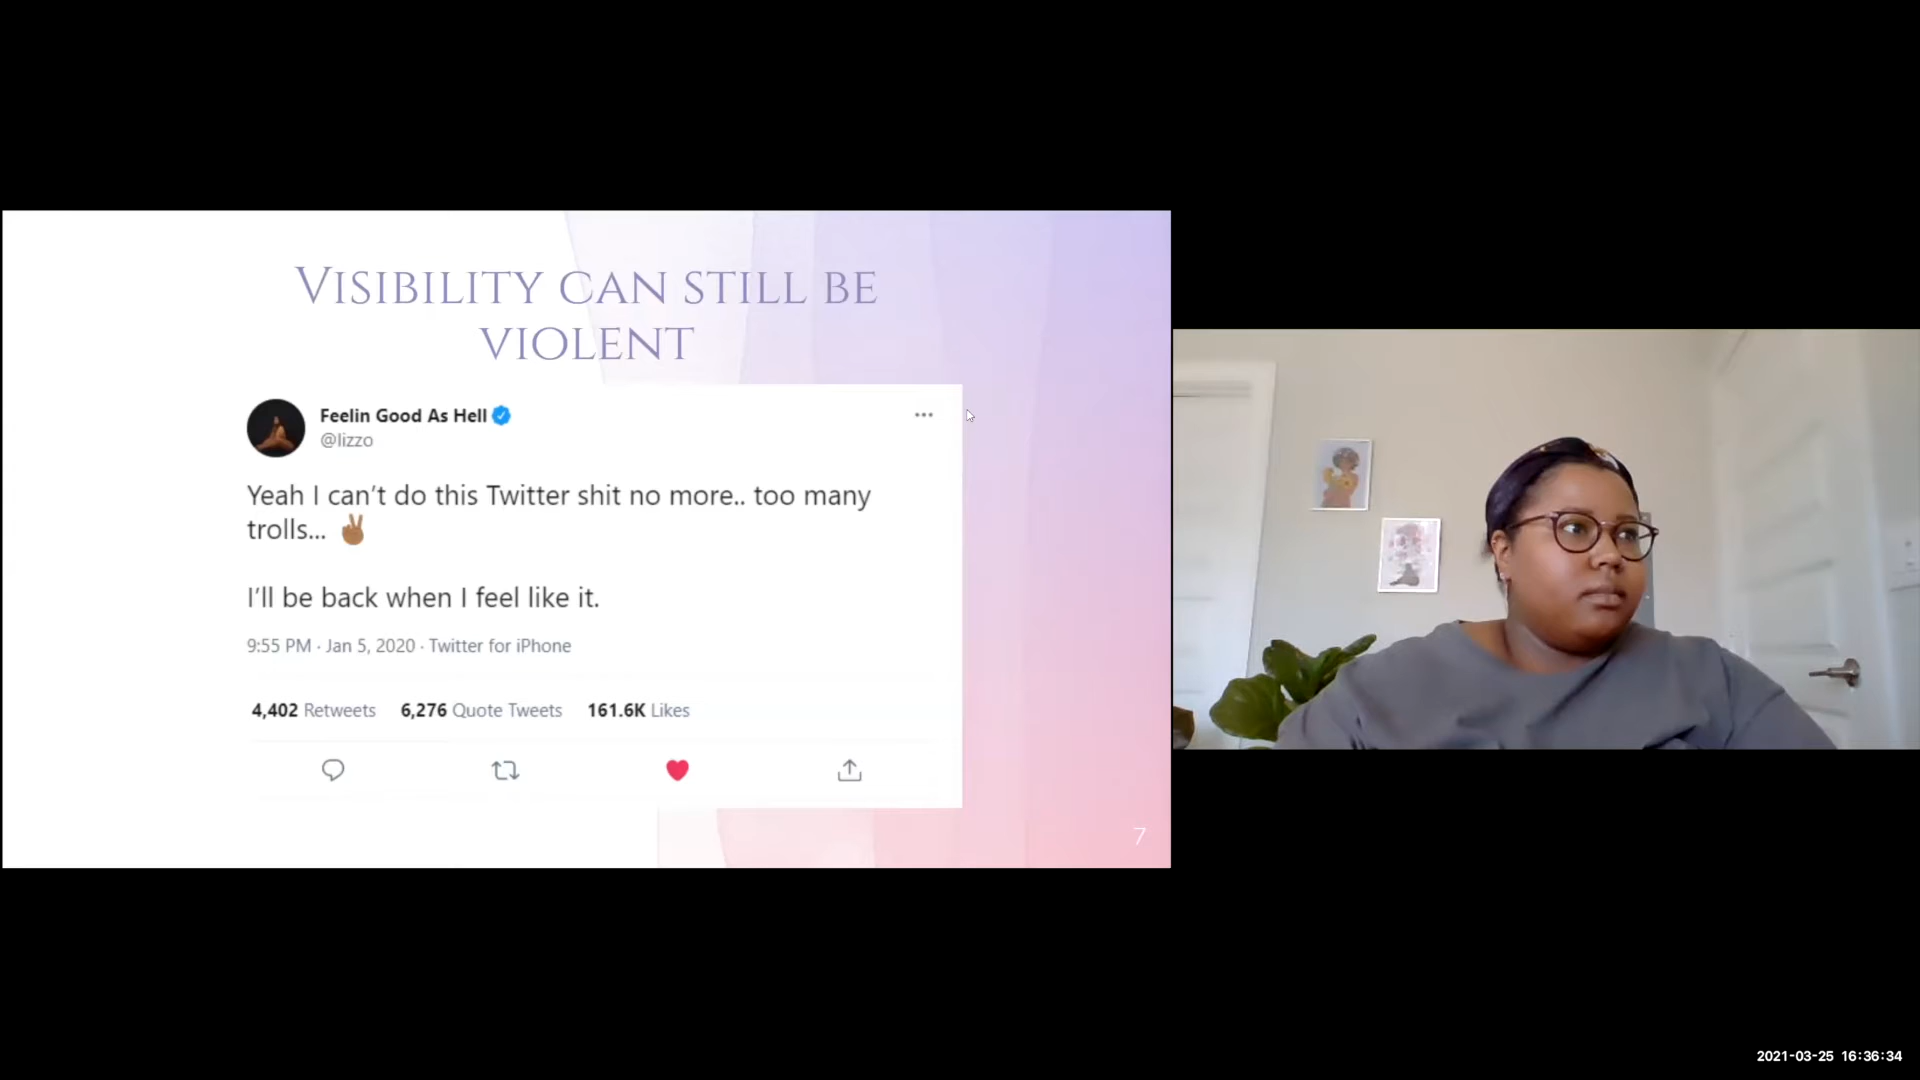 VISIBILITY CAN STILL BE
VIOLENT
Feelin Good As Hell
@lizzo
Yeah I can't do this Twitter shit no more.. too many
trolls... ✌🏾
I'll be back when I feel like it.
9:55 PM · Jan 5, 2020 · Twitter for iPhone
4,402 Retweets 6,276 Quote Tweets 161.6K Likes
7
2021-03-25 16:36:34